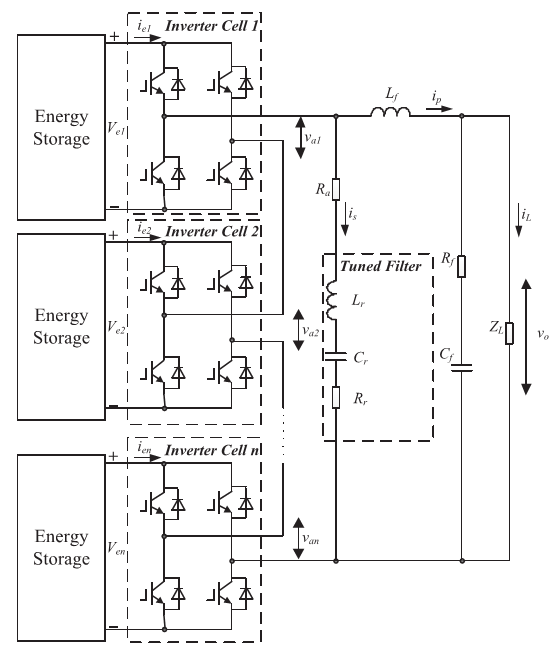 i_e1 Inverter Cell 1
+
Energy
Storage
V_e1
−
v_a1
L_f
i_p
R_a
i_s
i_L
i_e2 Inverter Cell 2
+
Energy
Storage
V_e2
−
v_a2
Tuned Filter
L_r
C_r
R_r
R_f
C_f
Z_L
v_o
i_en Inverter Cell n
+
Energy
Storage
V_en
−
v_an